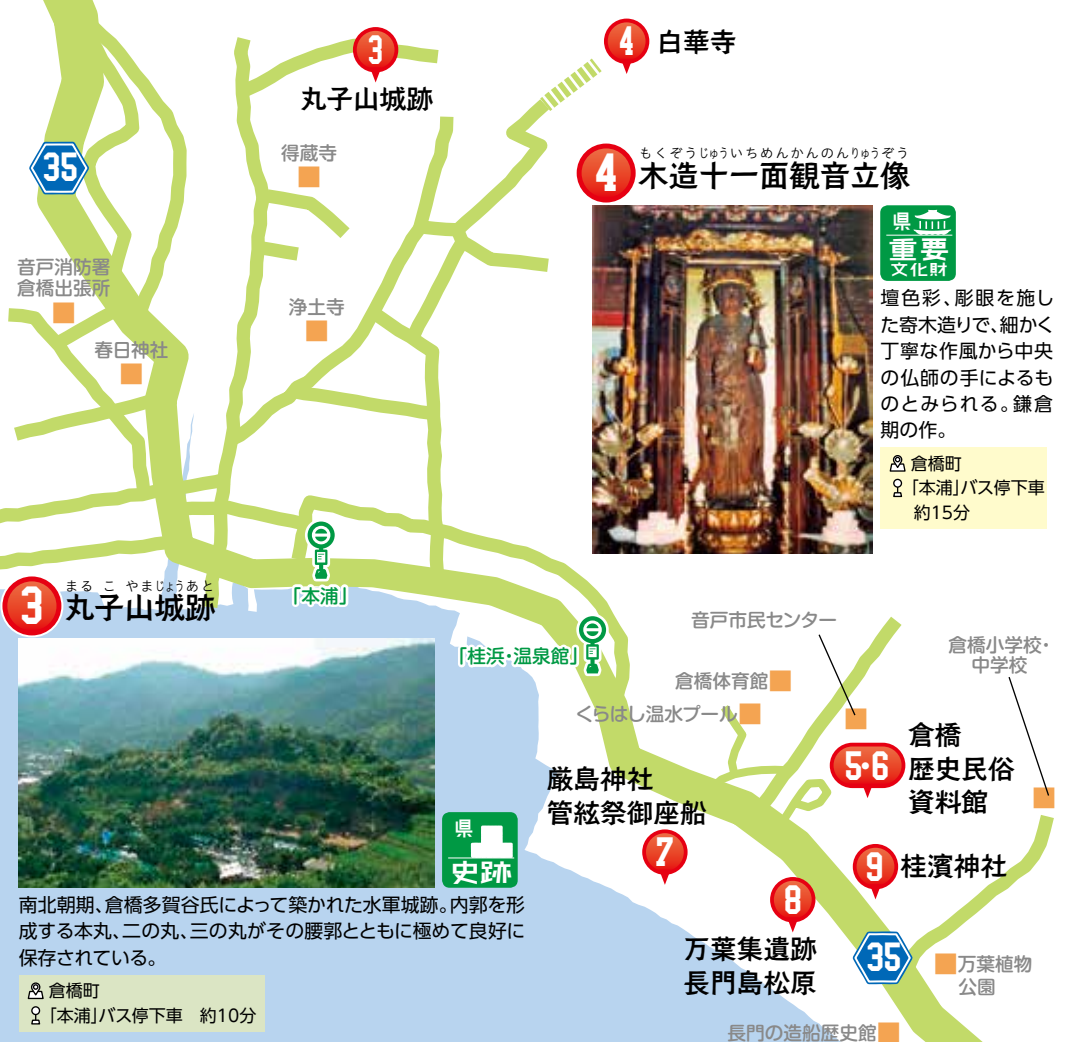 3
丸子山城跡
4
白華寺
35
得蔵寺
音戸消防署
倉橋出張所
浄土寺
春日神社
「本浦」
「桂浜・温泉館」
4
もくぞうじゅういちめんかんのんりゅうぞう
木造十一面観音立像
県
重要
文化財
壇色彩、彫眼を施し
た寄木造りで、細かく
丁寧な作風から中央
の仏師の手によるも
のとみられる。鎌倉
期の作。
倉橋町
「本浦」バス停下車
約15分
3
まるこやまじょうあと
丸子山城跡
県
史跡
南北朝期、倉橋多賀谷氏によって築かれた水軍城跡。内郭を形
成する本丸、二の丸、三の丸がその腰郭とともに極めて良好に
保存されている。
倉橋町
「本浦」バス停下車　約10分
音戸市民センター
倉橋小学校・
中学校
倉橋体育館
くらはし温水プール
5・6
倉橋
歴史民俗
資料館
厳島神社
管絃祭御座船
7
9
桂濱神社
8
万葉集遺跡
長門島松原
35
万葉植物
公園
長門の造船歴史館